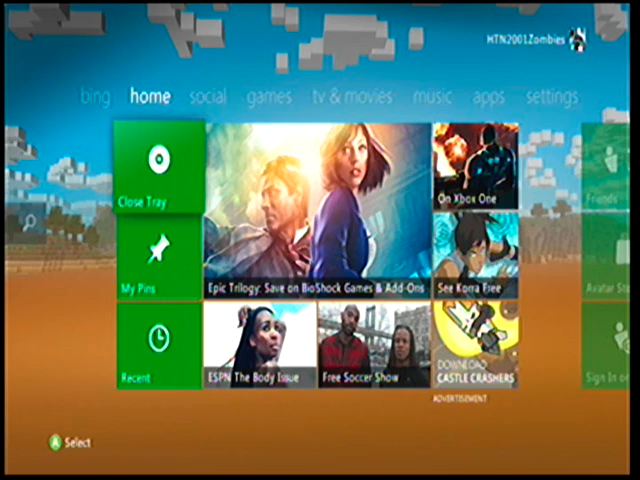 HTN2001Zombies
bing home social games tv & movies music apps settings
Close Tray
On Xbox One
Friends
My Pins
Epic Trilogy: Save on BioShock Games & Add-Ons
See Korra Free
Avatar
Recent
ESPN The Body Issue
Free Soccer Show
DOWNLOAD
CASTLE CRASHERS
Sign In or
ADVERTISEMENT
A Select